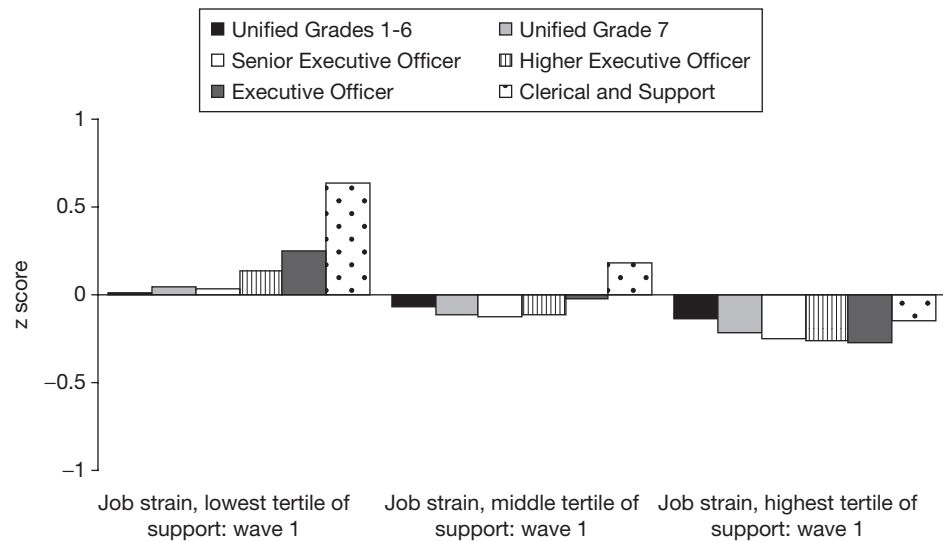 Unified Grades 1-6
Unified Grade 7
Senior Executive Officer
Higher Executive Officer
Executive Officer
Clerical and Support
1
0.5
0
−0.5
−1
z score
Job strain, lowest tertile of
support: wave 1
Job strain, middle tertile of
support: wave 1
Job strain, highest tertile of
support: wave 1